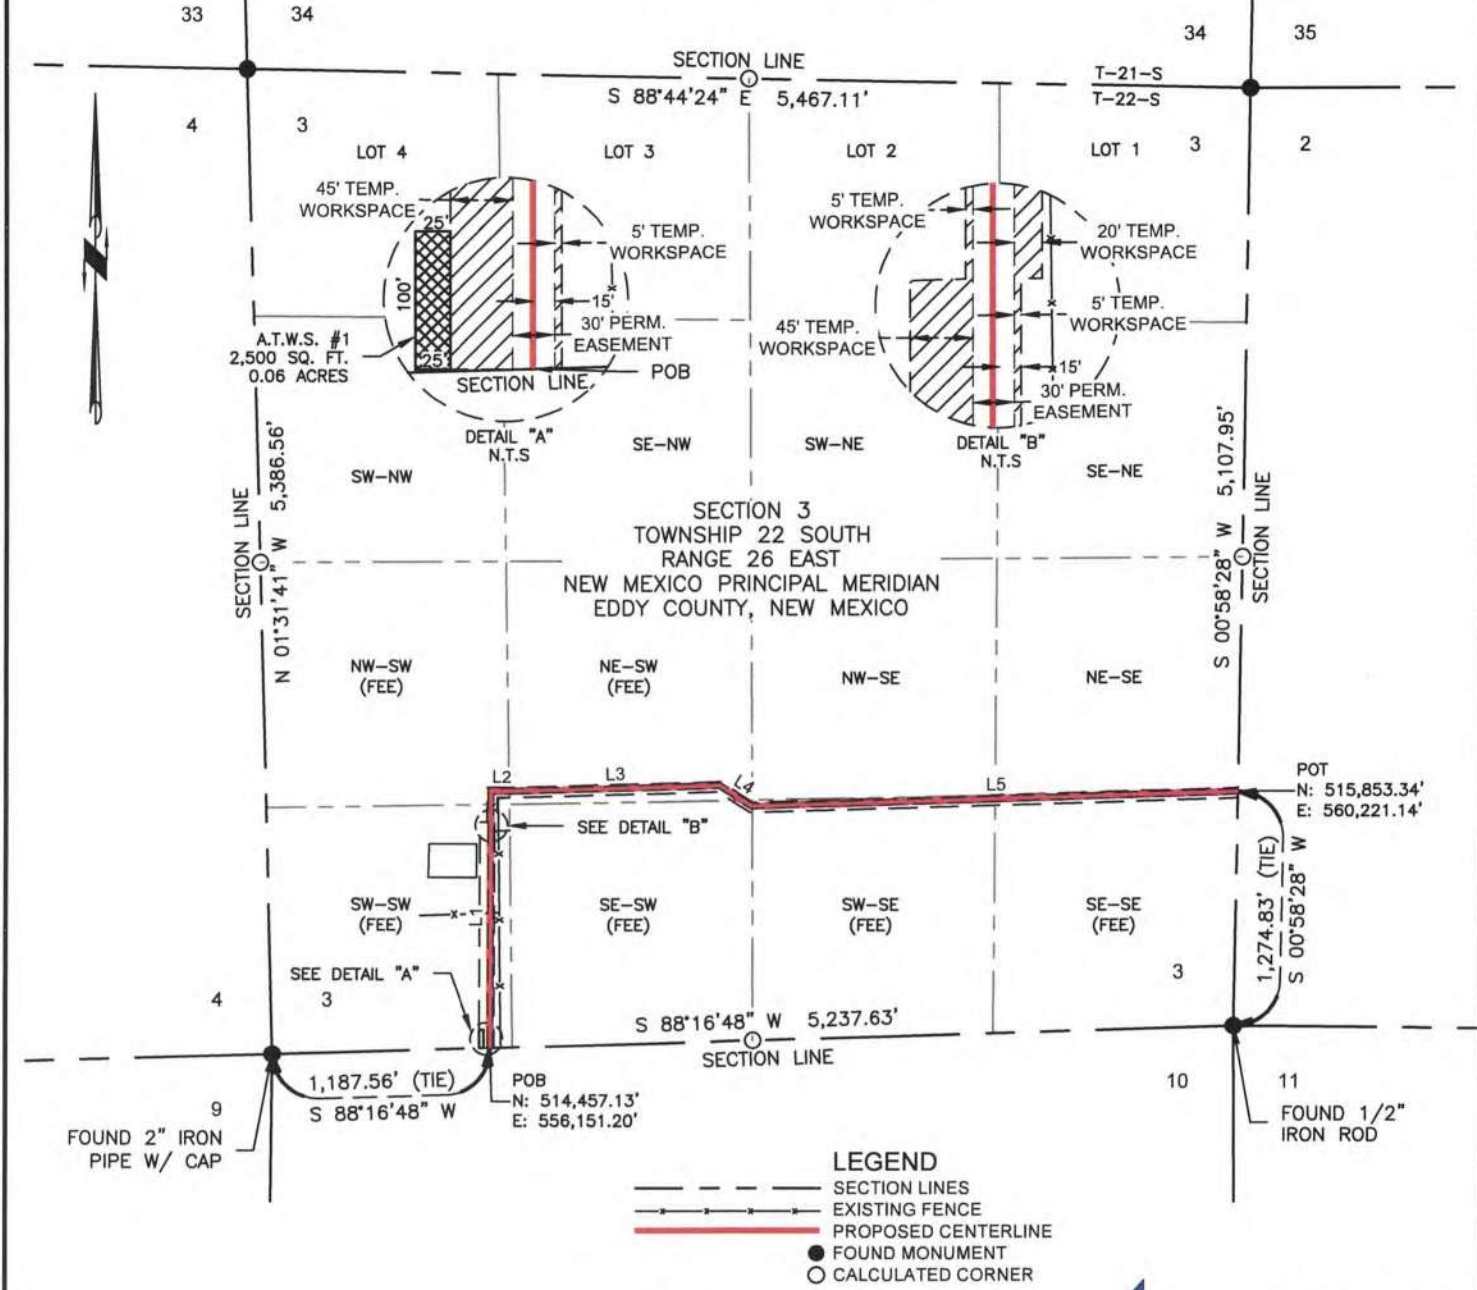 33
34
34
35
SECTION LINE
S 88°44'24" E 5,467.11'
T-21-S
T-22-S
4
3
3
2
LOT 4
LOT 3
LOT 2
LOT 1
45' TEMP.
WORKSPACE
25'
5' TEMP.
WORKSPACE
100'
15'
30' PERM.
EASEMENT
A.T.W.S. #1
2,500 SQ. FT.
0.06 ACRES
25'
SECTION LINE
POB
DETAIL "A"
N.T.S
5' TEMP.
WORKSPACE
20' TEMP.
WORKSPACE
5' TEMP.
WORKSPACE
45' TEMP.
WORKSPACE
15'
30' PERM.
EASEMENT
DETAIL "B"
N.T.S
SW-NW
SE-NW
SW-NE
SE-NE
SECTION LINE
N 01°31'41" W 5,386.56'
S 00°58'28" W 5,107.95'
SECTION LINE
SECTION 3
TOWNSHIP 22 SOUTH
RANGE 26 EAST
NEW MEXICO PRINCIPAL MERIDIAN
EDDY COUNTY, NEW MEXICO
NW-SW
(FEE)
NE-SW
(FEE)
NW-SE
NE-SE
L2
L3
L4
L5
POT
N: 515,853.34'
E: 560,221.14'
SEE DETAIL "B"
1,274.83' (TIE)
S 00°58'28" W
SW-SW
(FEE)
L1
SE-SW
(FEE)
SW-SE
(FEE)
SE-SE
(FEE)
SEE DETAIL "A"
4
3
3
S 88°16'48" W 5,237.63'
SECTION LINE
1,187.56' (TIE)
S 88°16'48" W
POB
N: 514,457.13'
E: 556,151.20'
9
10
11
FOUND 2" IRON
PIPE W/ CAP
FOUND 1/2"
IRON ROD
LEGEND
SECTION LINES
EXISTING FENCE
PROPOSED CENTERLINE
FOUND MONUMENT
CALCULATED CORNER